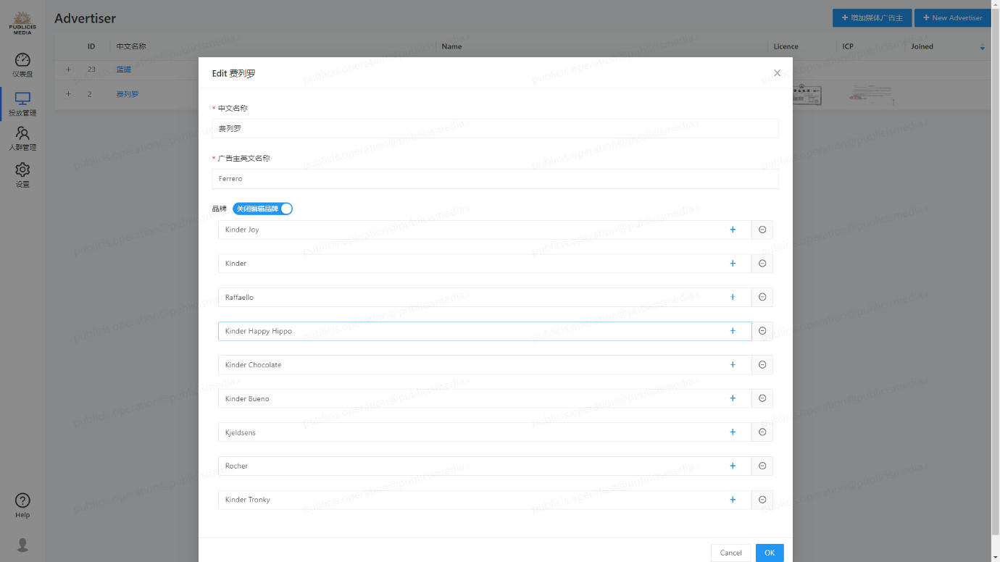 PUBLICIS
MEDIA
Advertiser
+ 增加媒体广告主
+ New Advertiser
ID 中文名称 Name Licence ICP Joined
+ 23 蓝罐
+ 2 费列罗
仪表盘
投放管理
人群管理
设置
Help
Edit 费列罗
* 中文名称
费列罗
* 广告主英文名称
Ferrero
品牌 关闭编辑品牌
Kinder Joy
Kinder
Raffaello
Kinder Happy Hippo
Kinder Chocolate
Kinder Bueno
Kjeldsens
Rocher
Kinder Tronky
Cancel OK
publicis.operation@publicismedia.c